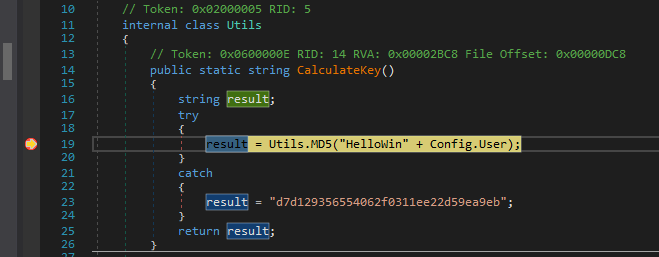 10 // Token: 0x02000005 RID: 5
11 internal class Utils
12 {
13 // Token: 0x0600000E RID: 14 RVA: 0x00002BC8 File Offset: 0x00000DC8
14 public static string CalculateKey()
15 {
16 string result;
17 try
18 {
19 result = Utils.MD5("HelloWin" + Config.User);
20 }
21 catch
22 {
23 result = "d7d129356554062f0311ee22d59ea9eb";
24 }
25 return result;
26 }
27